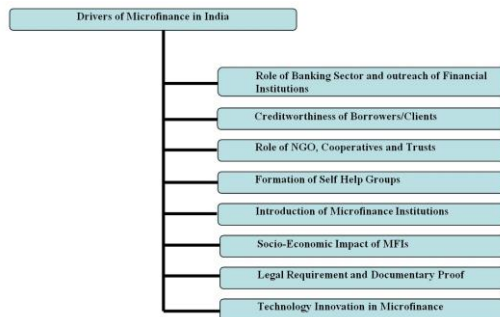 Drivers of Microfinance in India
Role of Banking Sector and outreach of Financial
Institutions
Creditworthiness of Borrowers/Clients
Role of NGO, Cooperatives and Trusts
Formation of Self Help Groups
Introduction of Microfinance Institutions
Socio-Economic Impact of MFIs
Legal Requirement and Documentary Proof
Technology Innovation in Microfinance